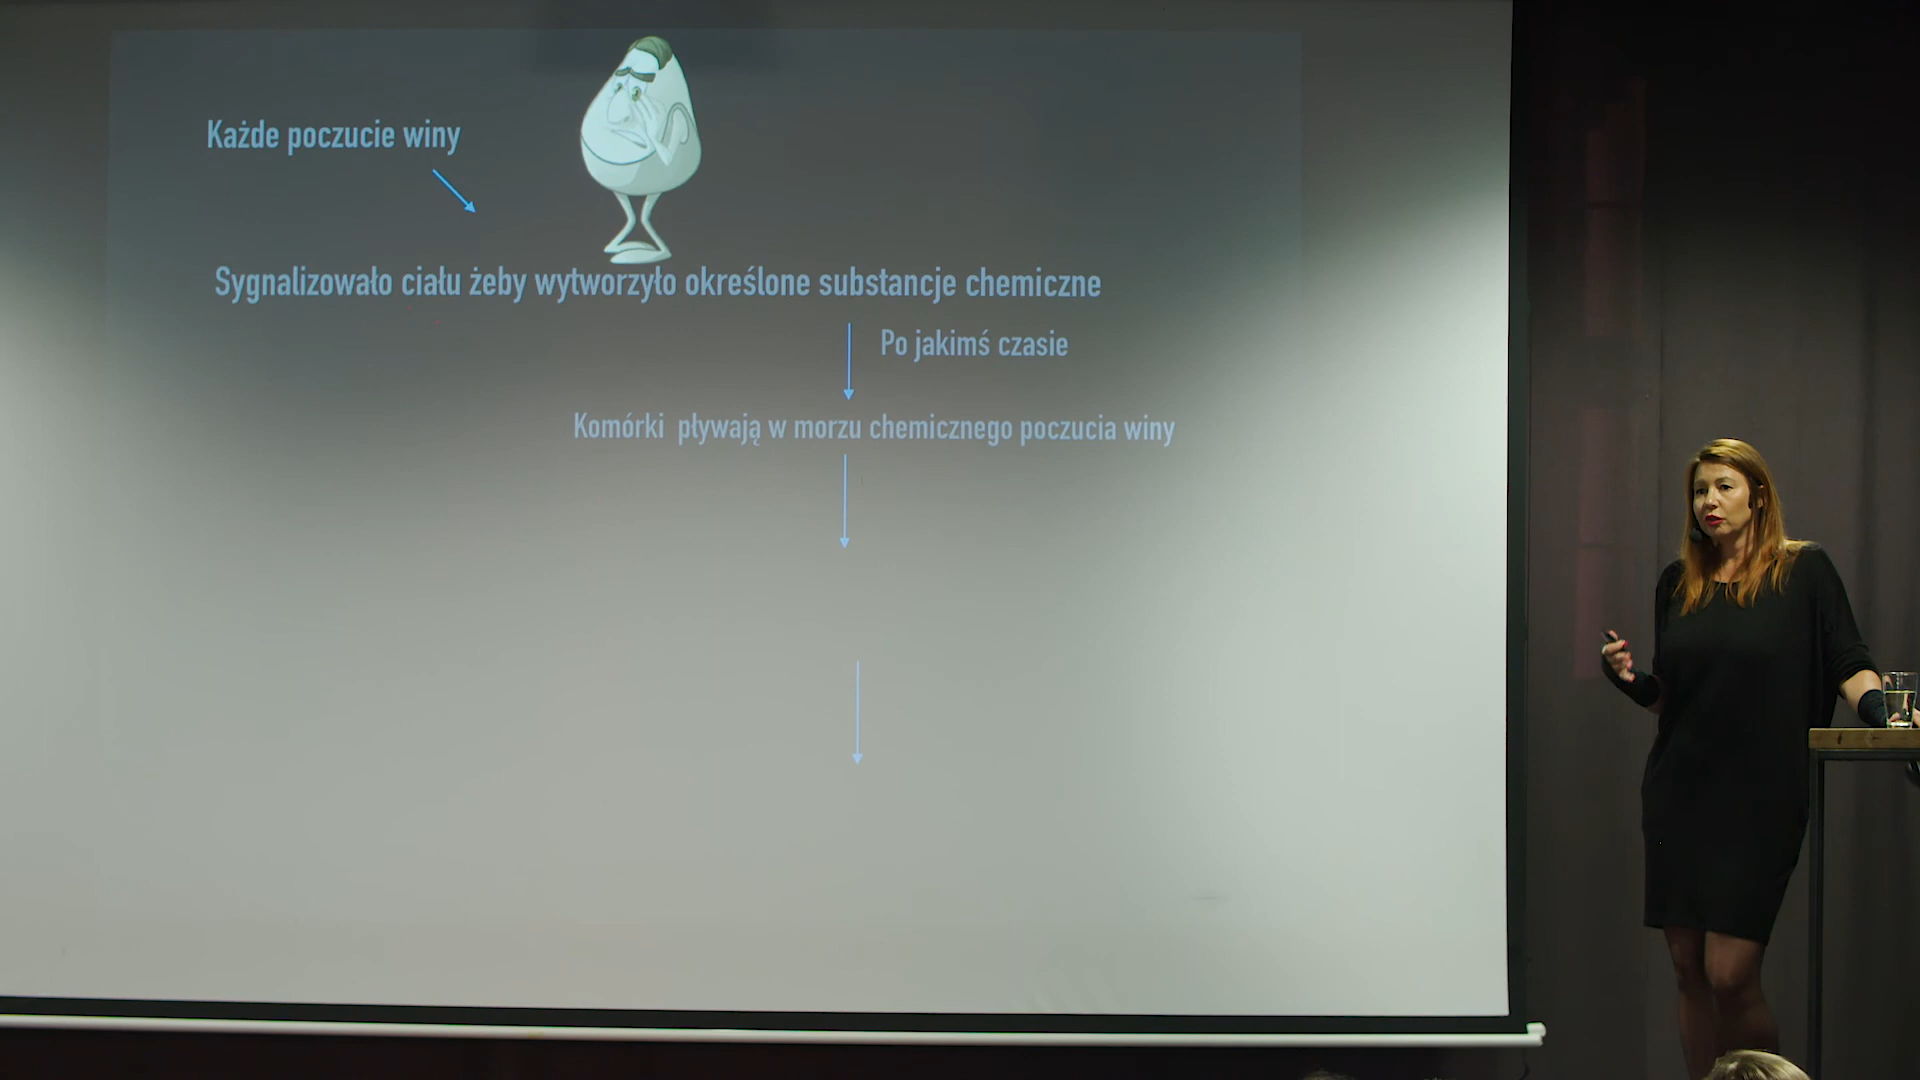 Każde poczucie winy
Sygnalizowało ciału żeby wytworzyło określone substancje chemiczne
Po jakimś czasie
Komórki pływają w morzu chemicznego poczucia winy